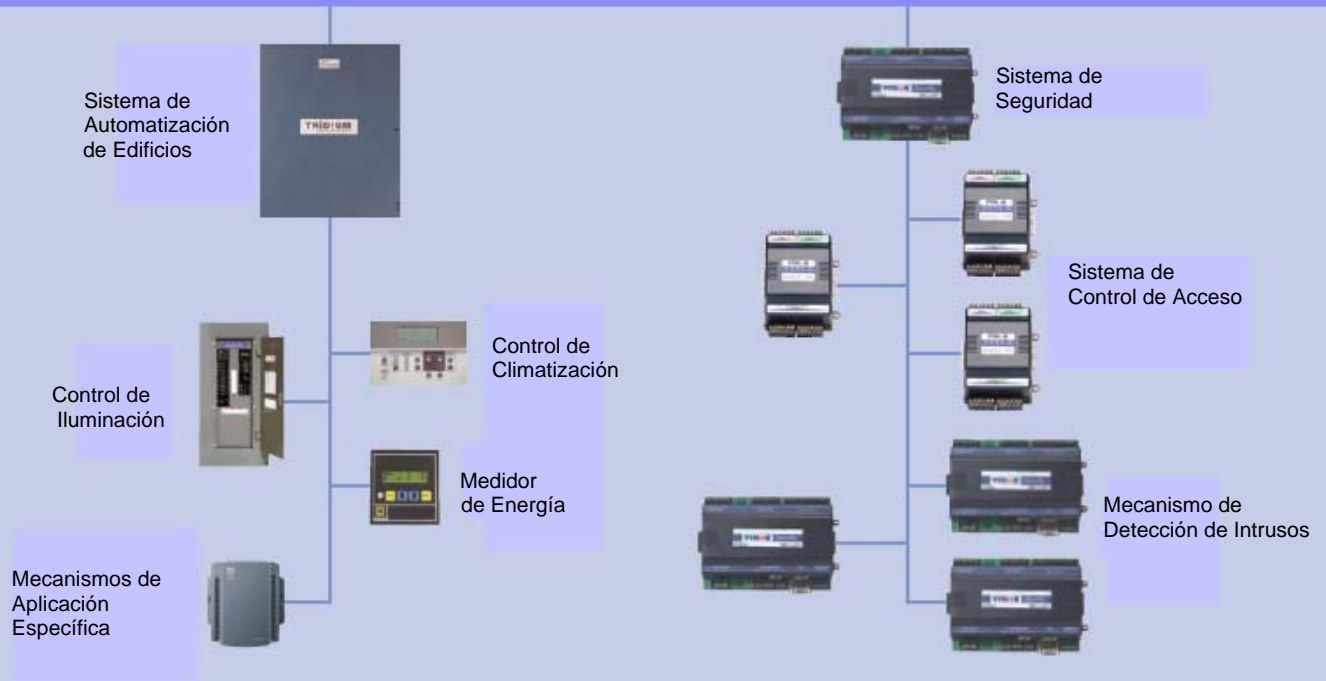 Sistema de
Automatización
de Edificios
TRIDIUM
Control de
Iluminación
Control de
Climatización
Medidor
de Energía
Mecanismos de
Aplicación
Específica
Sistema de
Seguridad
Sistema de
Control de Acceso
Mecanismo de
Detección de Intrusos